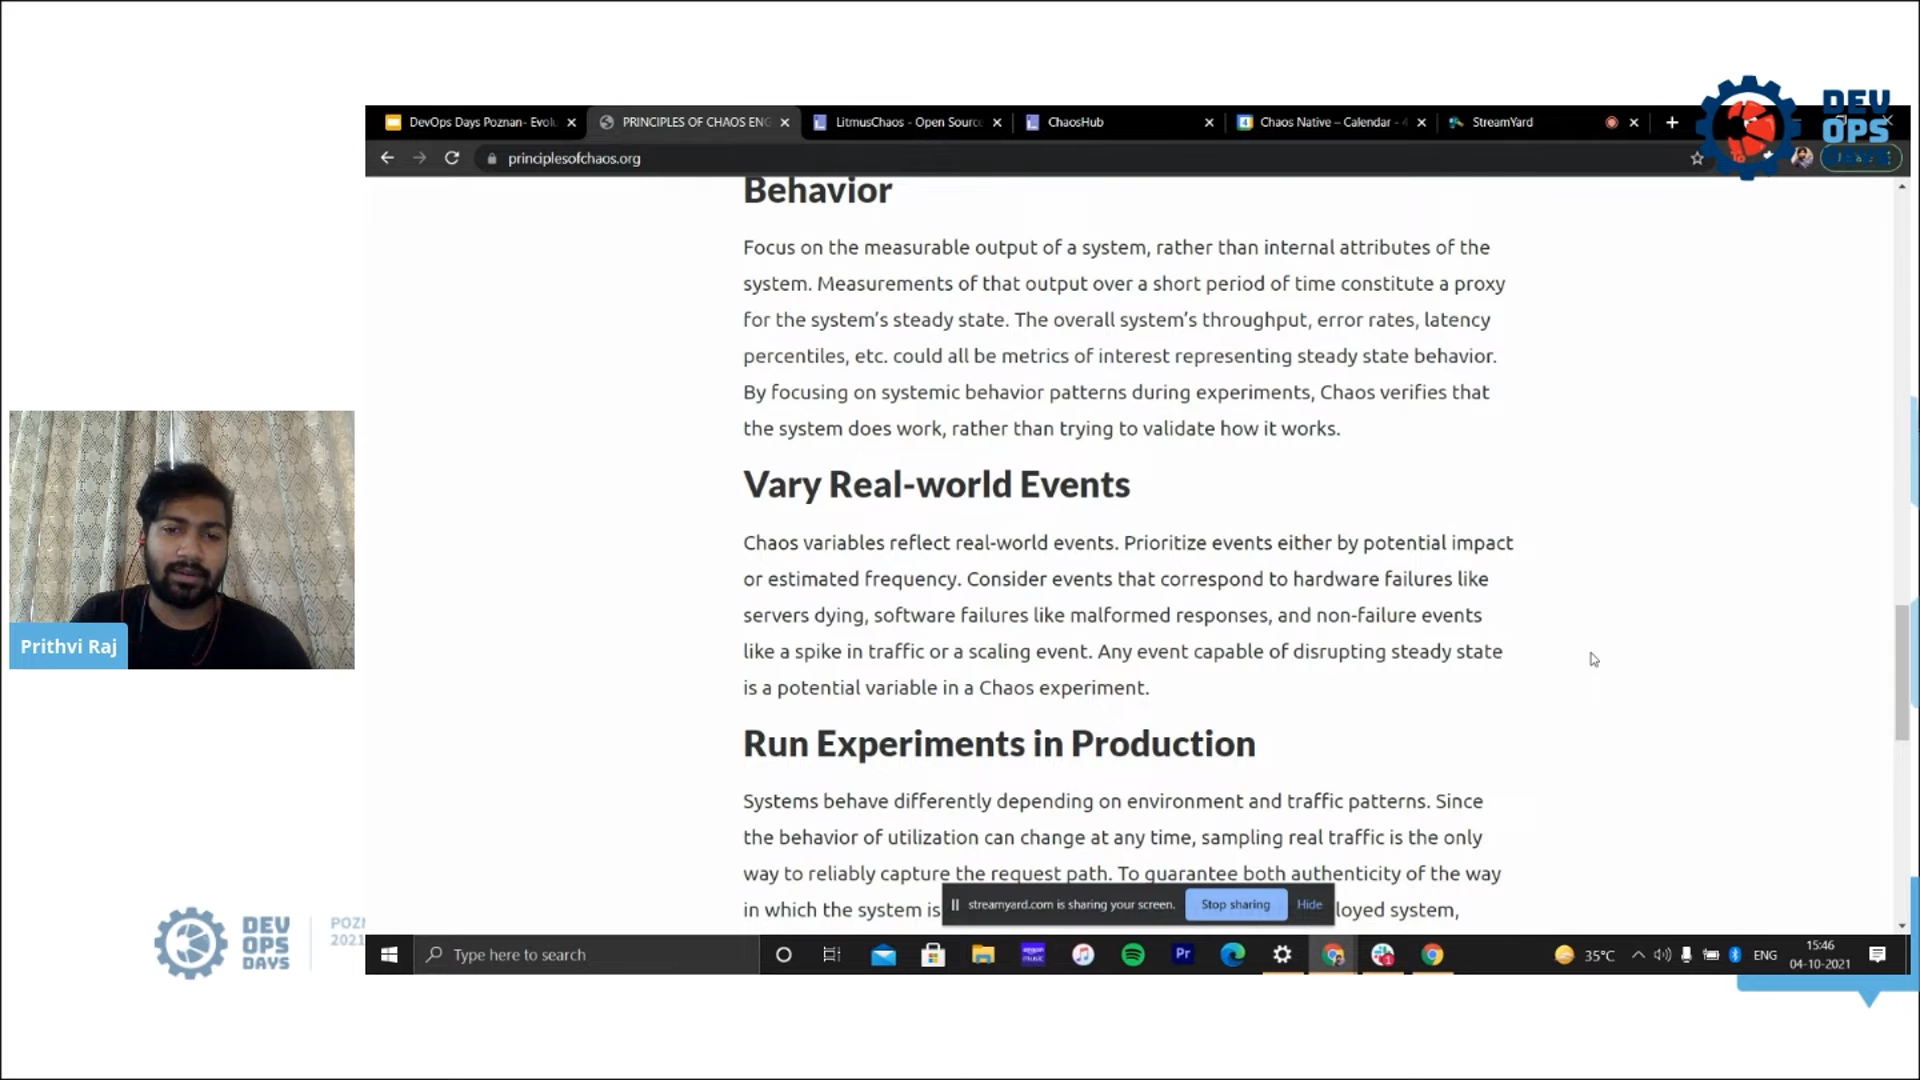 DevOps Days Poznan- Evolu
PRINCIPLES OF CHAOS ENG
LitmusChaos - Open Source
ChaosHub
Chaos Native – Calendar - 4
StreamYard
DEV
OPS
principlesofchaos.org
Behavior
Focus on the measurable output of a system, rather than internal attributes of the
system. Measurements of that output over a short period of time constitute a proxy
for the system's steady state. The overall system's throughput, error rates, latency
percentiles, etc. could all be metrics of interest representing steady state behavior.
By focusing on systemic behavior patterns during experiments, Chaos verifies that
the system does work, rather than trying to validate how it works.
Vary Real-world Events
Chaos variables reflect real-world events. Prioritize events either by potential impact
or estimated frequency. Consider events that correspond to hardware failures like
servers dying, software failures like malformed responses, and non-failure events
like a spike in traffic or a scaling event. Any event capable of disrupting steady state
is a potential variable in a Chaos experiment.
Run Experiments in Production
Systems behave differently depending on environment and traffic patterns. Since
the behavior of utilization can change at any time, sampling real traffic is the only
way to reliably capture the request path. To guarantee both authenticity of the way
in which the system is
loyed system,
streamyard.com is sharing your screen.
Stop sharing
Hide
Prithvi Raj
DEV
OPS
DAYS
POZ
2021
Type here to search
amazon
music
Pr
35°C
ENG
15:46
04-10-2021